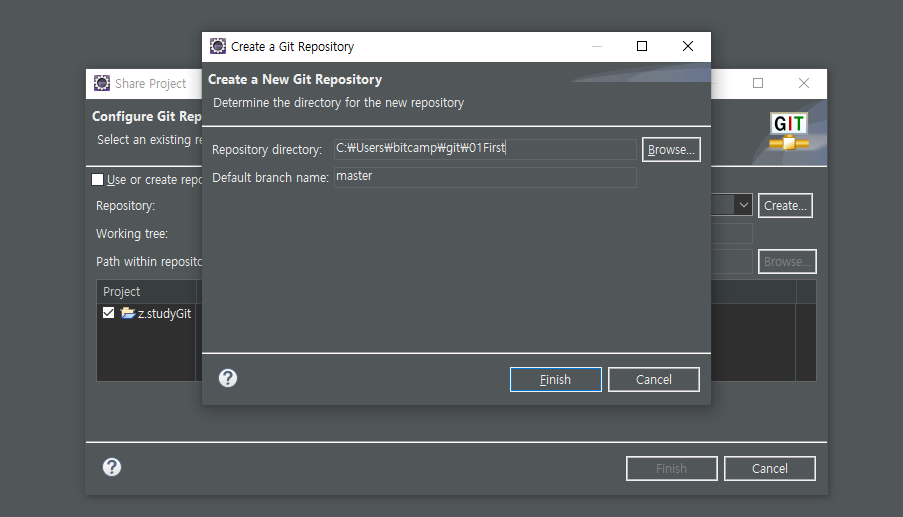 Create a Git Repository
Create a New Git Repository
Determine the directory for the new repository
Repository directory: C:₩Users₩bitcamp₩git₩01First Browse...
Default branch name: master
Finish Cancel
Share Project
Configure Git Rep
Select an existing re
GIT
Use or create repo
Repository: Create...
Working tree:
Path within reposito Browse...
Project
z.studyGit
Finish Cancel